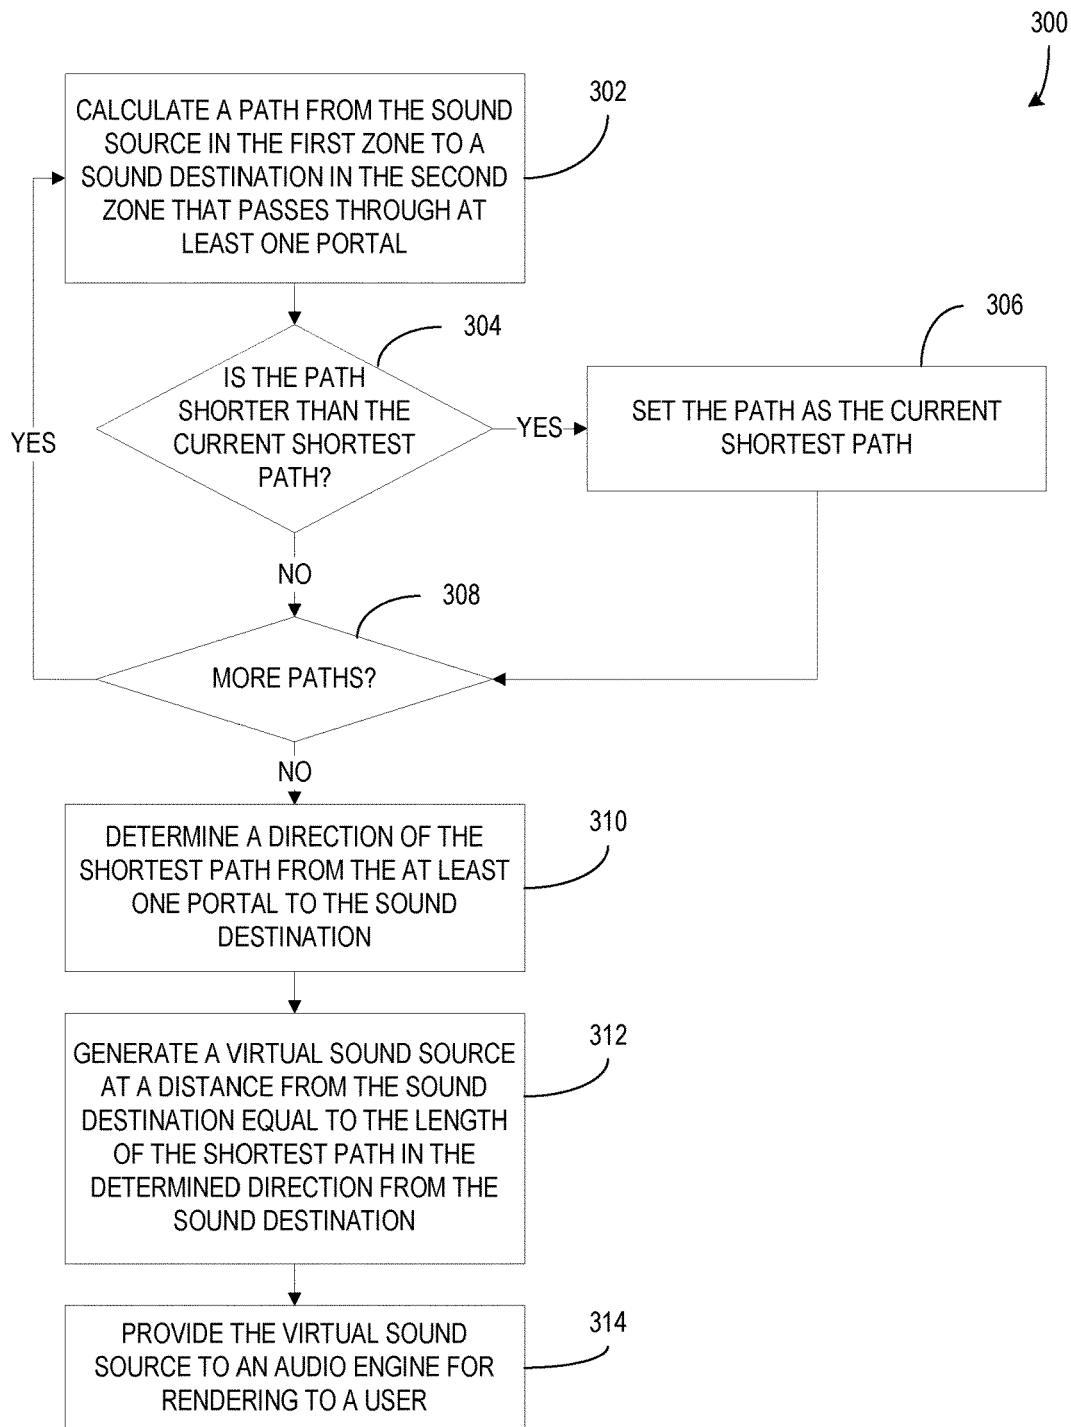 300
CALCULATE A PATH FROM THE SOUND
SOURCE IN THE FIRST ZONE TO A
SOUND DESTINATION IN THE SECOND
ZONE THAT PASSES THROUGH AT
LEAST ONE PORTAL
302
304
IS THE PATH
SHORTER THAN THE
CURRENT SHORTEST
PATH?
YES
306
SET THE PATH AS THE CURRENT
SHORTEST PATH
YES
NO
308
MORE PATHS?
NO
DETERMINE A DIRECTION OF THE
SHORTEST PATH FROM THE AT LEAST
ONE PORTAL TO THE SOUND
DESTINATION
310
GENERATE A VIRTUAL SOUND SOURCE
AT A DISTANCE FROM THE SOUND
DESTINATION EQUAL TO THE LENGTH
OF THE SHORTEST PATH IN THE
DETERMINED DIRECTION FROM THE
SOUND DESTINATION
312
PROVIDE THE VIRTUAL SOUND
SOURCE TO AN AUDIO ENGINE FOR
RENDERING TO A USER
314